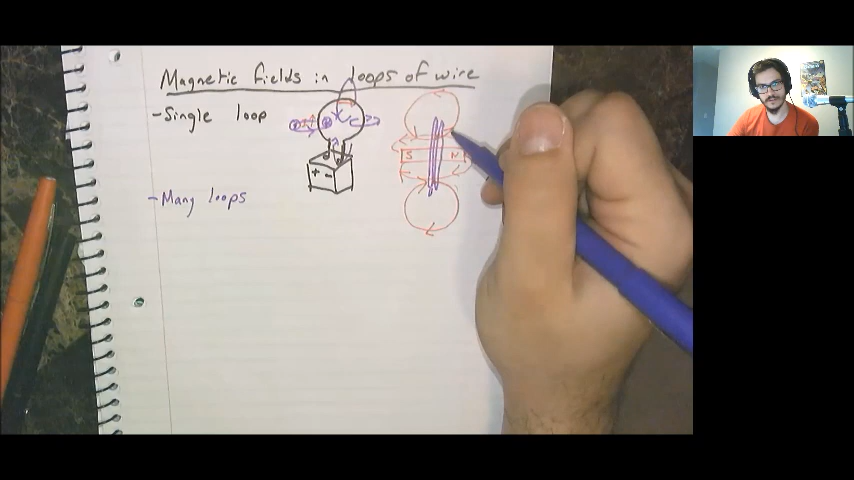 Magnetic fields in loops of wire
- Single loop
S N
+ -
- Many loops